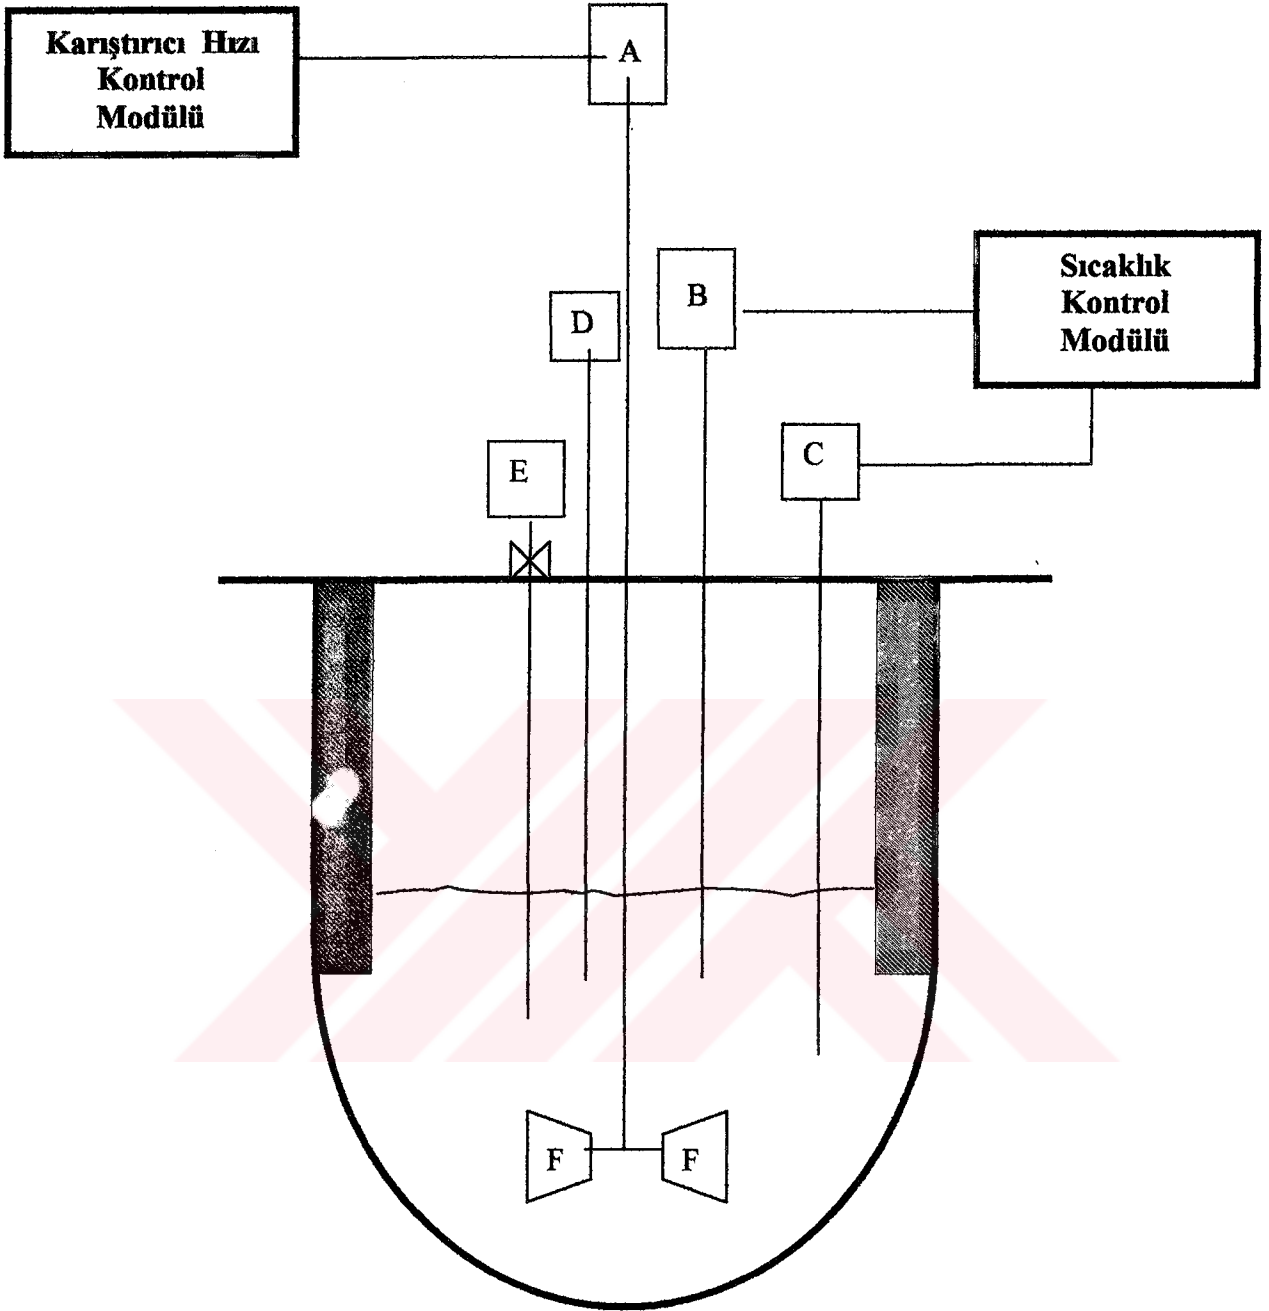 Karıştırıcı Hızı
Kontrol
Modülü
A
Sıcaklık
Kontrol
Modülü
B
D
C
E
F
F